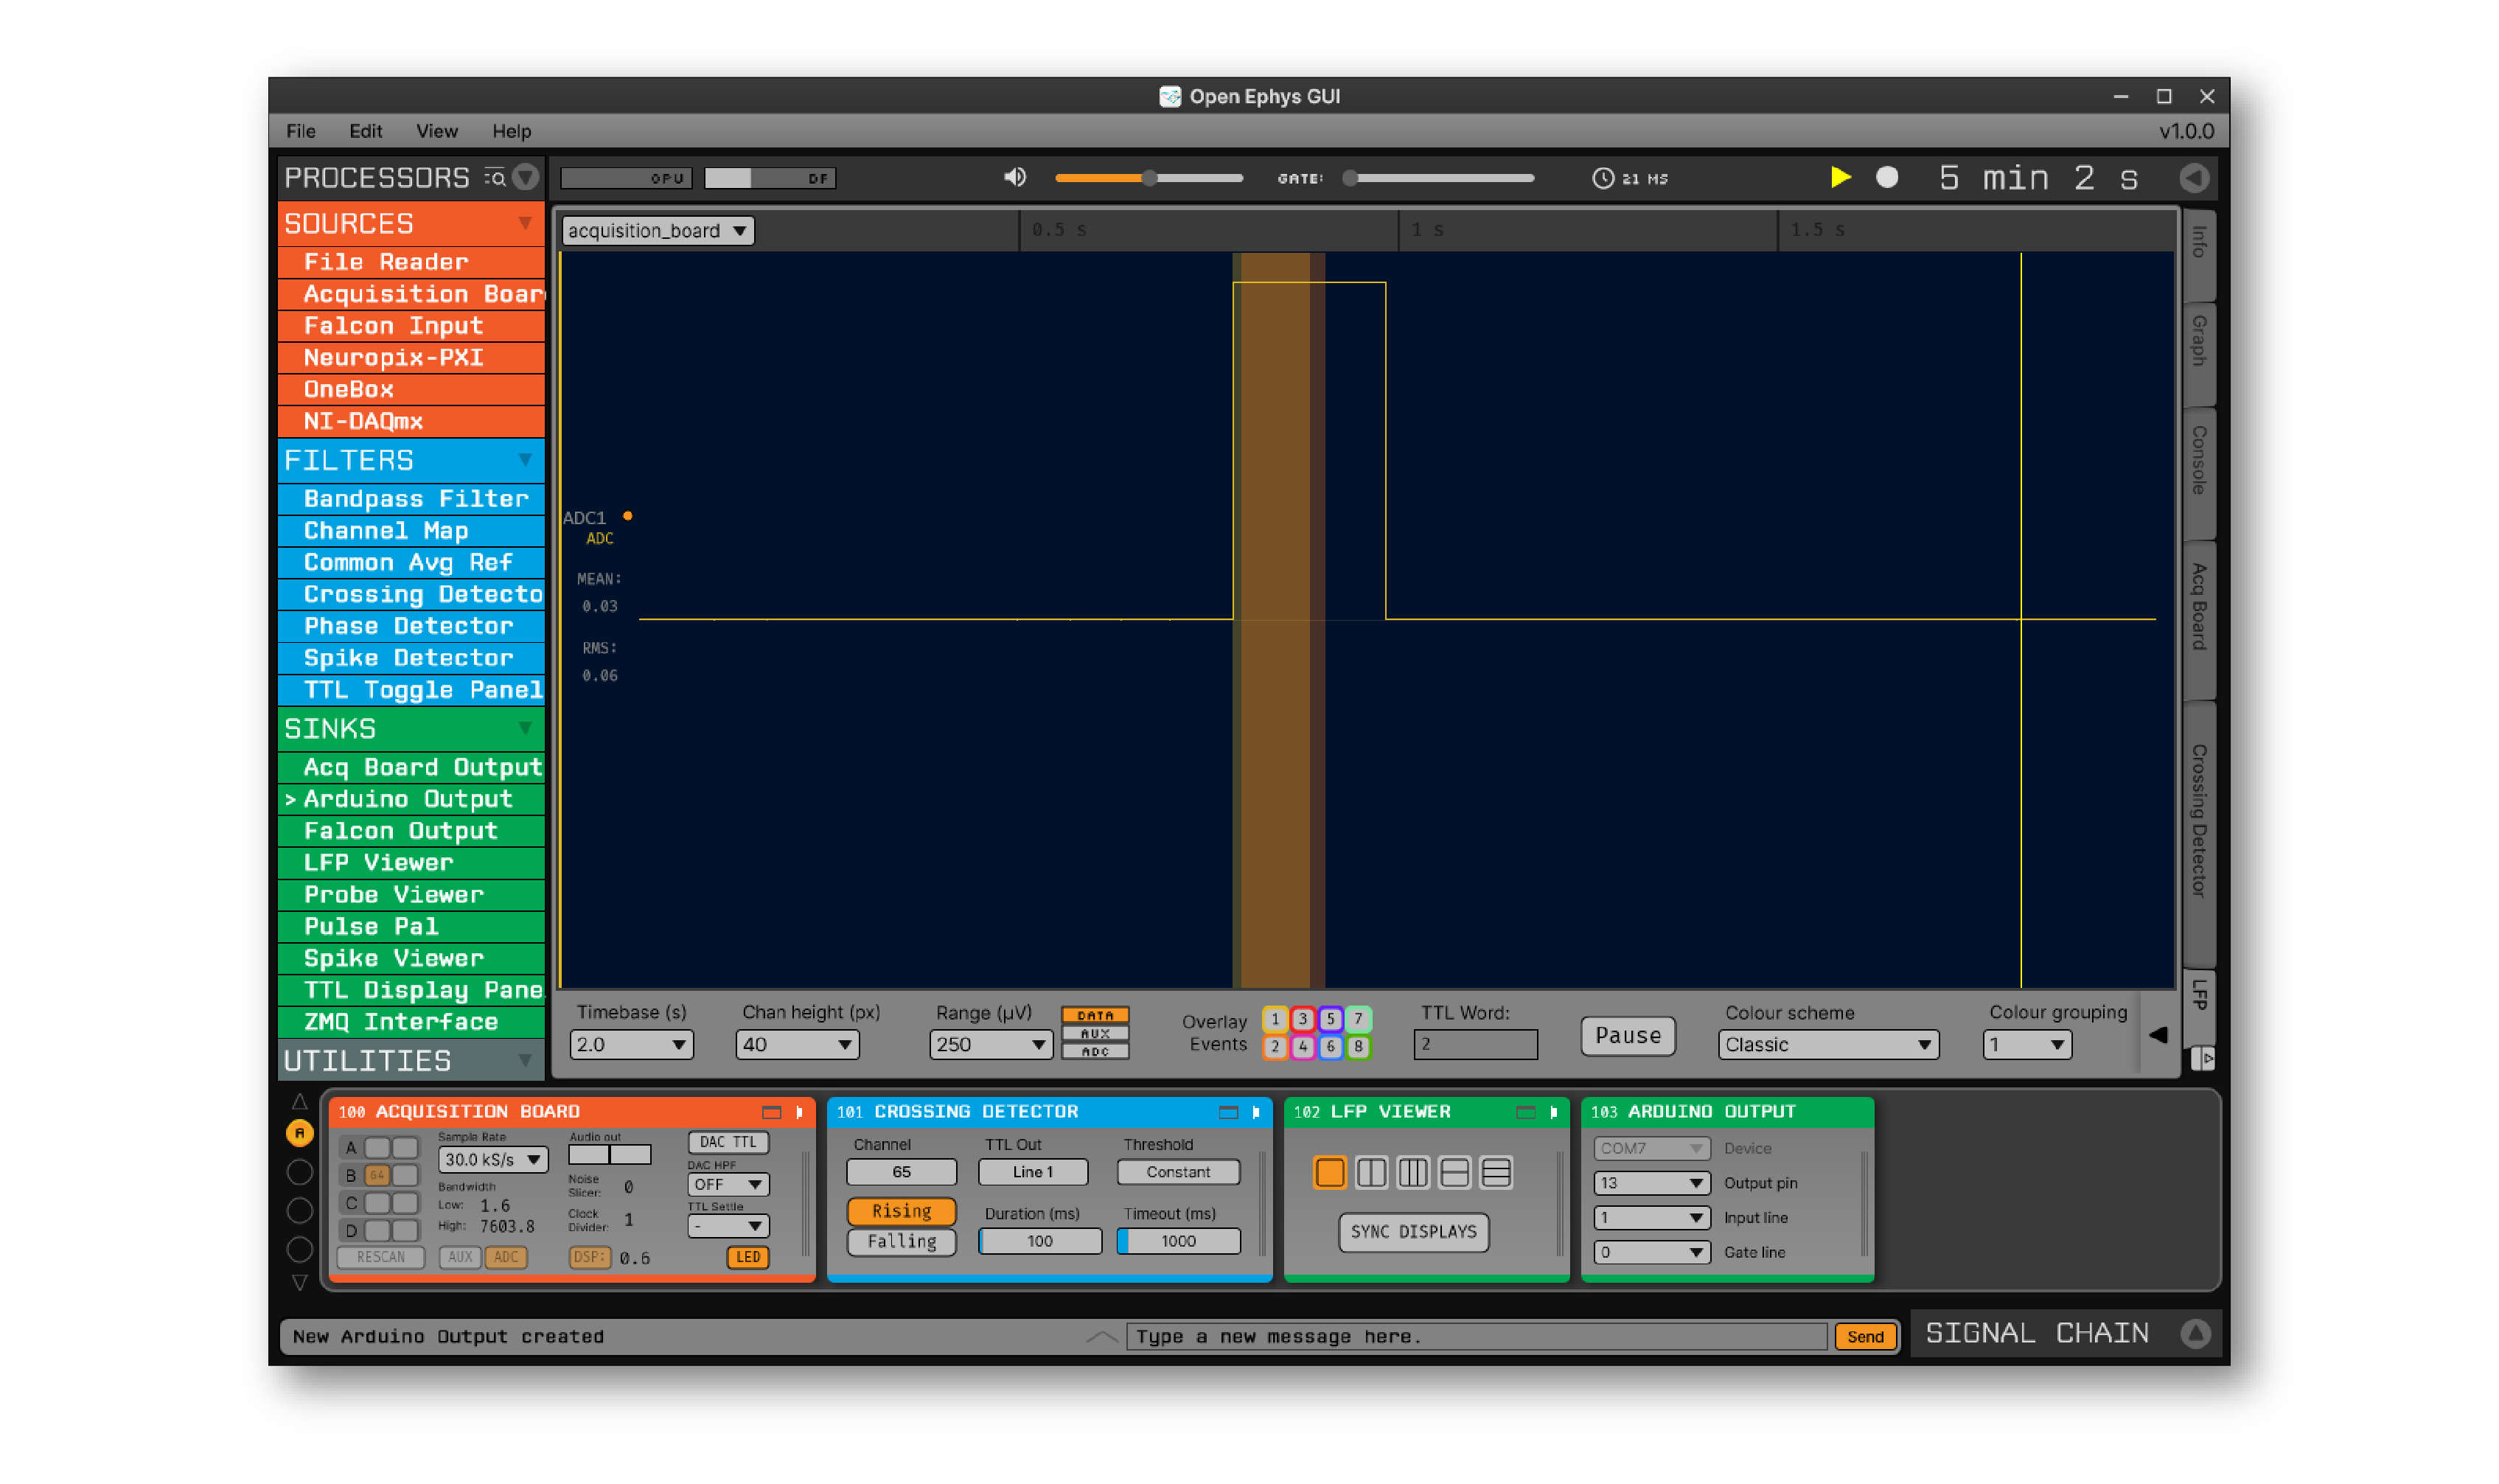 Open Ephys GUI
File Edit View Help v1.0.0
PROCESSORS CPU DF GATE: 21 MS 5 min 2 s
SOURCES
File Reader
Acquisition Boar
Falcon Input
Neuropix-PXI
OneBox
NI-DAQmx
FILTERS
Bandpass Filter
Channel Map
Common Avg Ref
Crossing Detecto
Phase Detector
Spike Detector
TTL Toggle Panel
SINKS
Acq Board Output
> Arduino Output
Falcon Output
LFP Viewer
Probe Viewer
Pulse Pal
Spike Viewer
TTL Display Pane
ZMQ Interface
UTILITIES
acquisition_board 0.5 s 1 s 1.5 s
ADC1
ADC
MEAN:
0.03
RMS:
0.06
Info
Graph
Console
Acq Board
Crossing Detector
LFP
Timebase (s)
2.0
Chan height (px)
40
Range (µV)
250
DATA
AUX
ADC
Overlay
Events
1 3 5 7
2 4 6 8
TTL Word:
2
Pause
Colour scheme
Classic
Colour grouping
1
A
100 ACQUISITION BOARD
A
B 64
C
D
RESCAN
Sample Rate
30.0 kS/s
Bandwidth
Low: 1.6
High: 7603.8
AUX ADC
Audio out
Noise
Slicer: 0
Clock
Divider: 1
DSP: 0.6
DAC TTL
DAC HPF
OFF
TTL Settle
-
LED
101 CROSSING DETECTOR
Channel TTL Out Threshold
65 Line 1 Constant
Rising
Falling
Duration (ms) Timeout (ms)
100 1000
102 LFP VIEWER
SYNC DISPLAYS
103 ARDUINO OUTPUT
COM7 Device
13 Output pin
1 Input line
0 Gate line
New Arduino Output created
Type a new message here.
Send
SIGNAL CHAIN